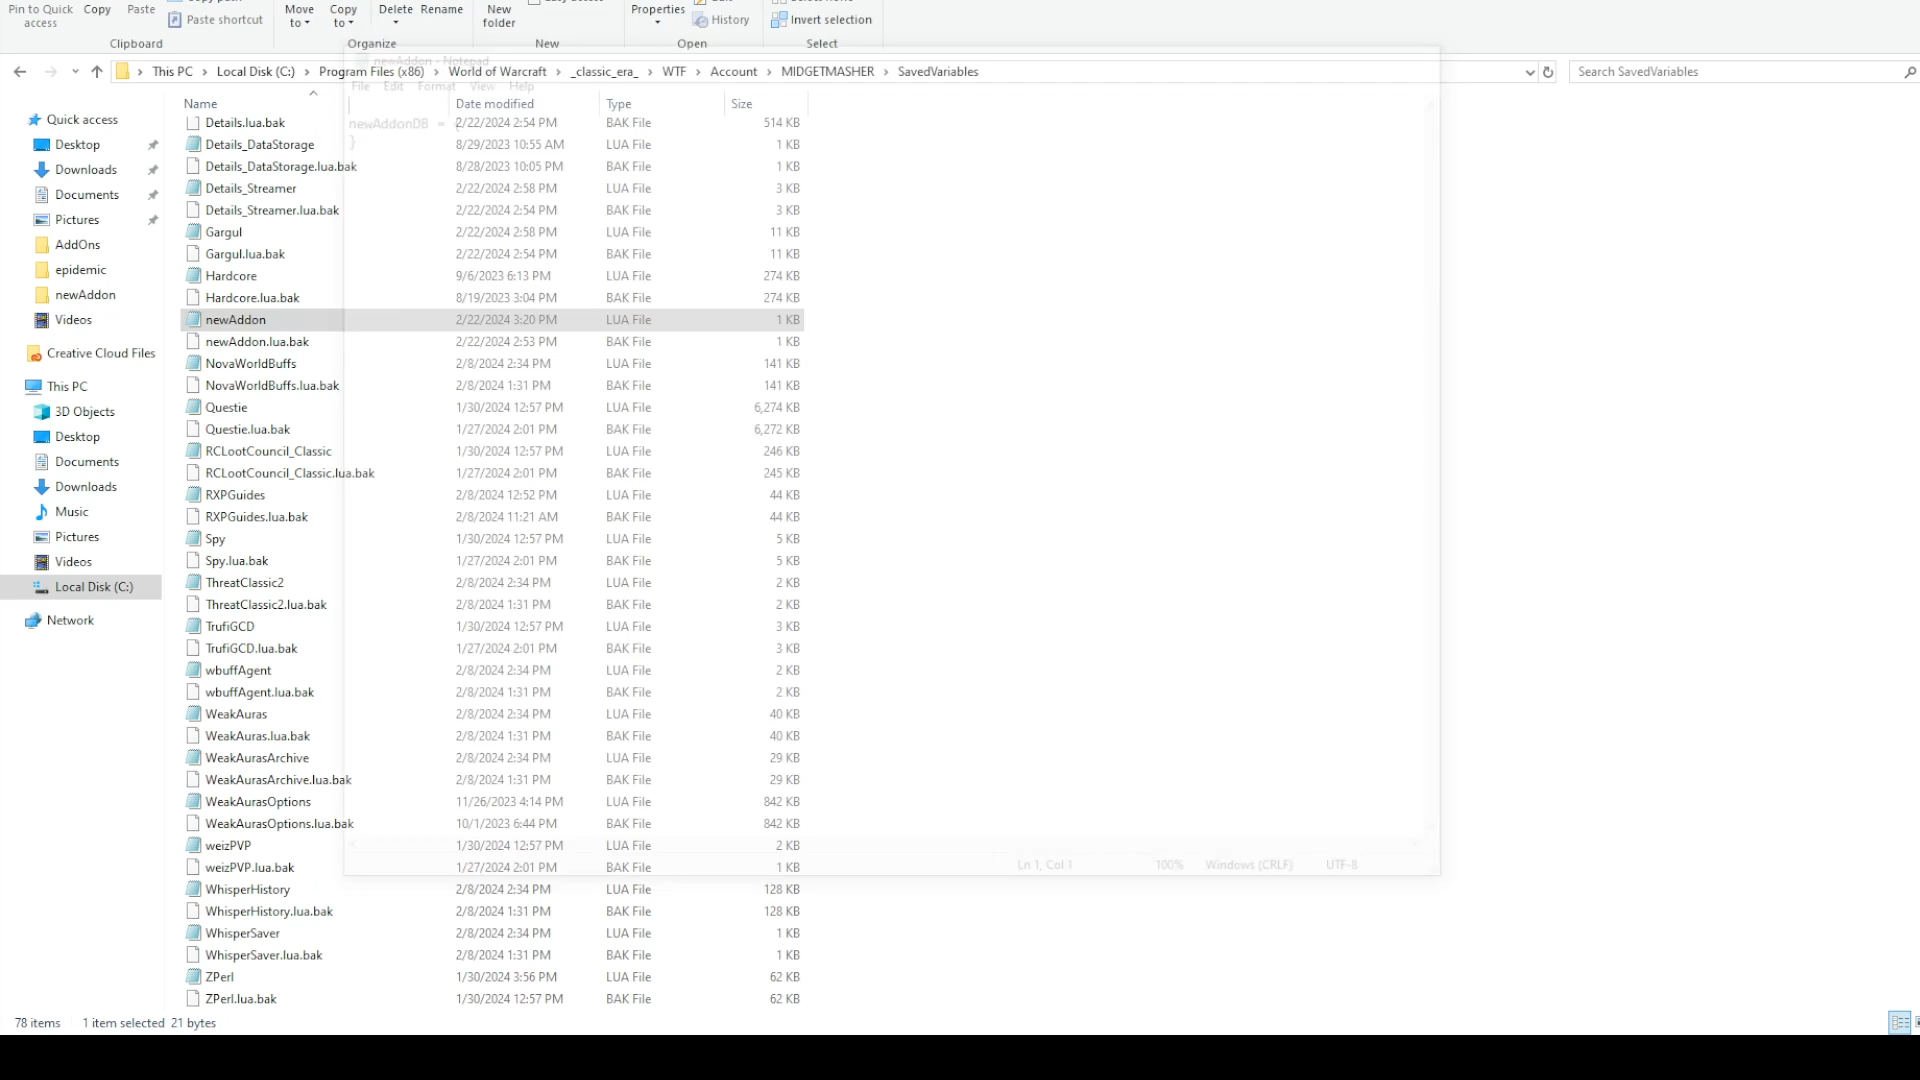 Pin to Quick access
Copy
Paste
Paste shortcut
Clipboard
Move to
Copy to
Delete
Rename
Organize
New folder
New
Properties
History
Open
Invert selection
Select
newAddon - Notepad
This PC > Local Disk (C:) > Program Files (x86) > World of Warcraft > _classic_era_ > WTF > Account > MIDGETMASHER > SavedVariables
Search SavedVariables
File Edit Format View Help
Name Date modified Type Size
newAddonDB = {
}
Quick access
Desktop
Downloads
Documents
Pictures
AddOns
epidemic
newAddon
Videos
Creative Cloud Files
This PC
3D Objects
Desktop
Documents
Downloads
Music
Pictures
Videos
Local Disk (C:)
Network
Details.lua.bak 2/22/2024 2:54 PM BAK File 514 KB
Details_DataStorage 8/29/2023 10:55 AM LUA File 1 KB
Details_DataStorage.lua.bak 8/28/2023 10:05 PM BAK File 1 KB
Details_Streamer 2/22/2024 2:58 PM LUA File 3 KB
Details_Streamer.lua.bak 2/22/2024 2:54 PM BAK File 3 KB
Gargul 2/22/2024 2:58 PM LUA File 11 KB
Gargul.lua.bak 2/22/2024 2:54 PM BAK File 11 KB
Hardcore 9/6/2023 6:13 PM LUA File 274 KB
Hardcore.lua.bak 8/19/2023 3:04 PM BAK File 274 KB
newAddon 2/22/2024 3:20 PM LUA File 1 KB
newAddon.lua.bak 2/22/2024 2:53 PM BAK File 1 KB
NovaWorldBuffs 2/8/2024 2:34 PM LUA File 141 KB
NovaWorldBuffs.lua.bak 2/8/2024 1:31 PM BAK File 141 KB
Questie 1/30/2024 12:57 PM LUA File 6,274 KB
Questie.lua.bak 1/27/2024 2:01 PM BAK File 6,272 KB
RCLootCouncil_Classic 1/30/2024 12:57 PM LUA File 246 KB
RCLootCouncil_Classic.lua.bak 1/27/2024 2:01 PM BAK File 245 KB
RXPGuides 2/8/2024 12:52 PM LUA File 44 KB
RXPGuides.lua.bak 2/8/2024 11:21 AM BAK File 44 KB
Spy 1/30/2024 12:57 PM LUA File 5 KB
Spy.lua.bak 1/27/2024 2:01 PM BAK File 5 KB
ThreatClassic2 2/8/2024 2:34 PM LUA File 2 KB
ThreatClassic2.lua.bak 2/8/2024 1:31 PM BAK File 2 KB
TrufiGCD 1/30/2024 12:57 PM LUA File 3 KB
TrufiGCD.lua.bak 1/27/2024 2:01 PM BAK File 3 KB
wbuffAgent 2/8/2024 2:34 PM LUA File 2 KB
wbuffAgent.lua.bak 2/8/2024 1:31 PM BAK File 2 KB
WeakAuras 2/8/2024 2:34 PM LUA File 40 KB
WeakAuras.lua.bak 2/8/2024 1:31 PM BAK File 40 KB
WeakAurasArchive 2/8/2024 2:34 PM LUA File 29 KB
WeakAurasArchive.lua.bak 2/8/2024 1:31 PM BAK File 29 KB
WeakAurasOptions 11/26/2023 4:14 PM LUA File 842 KB
WeakAurasOptions.lua.bak 10/1/2023 6:44 PM BAK File 842 KB
weizPVP 1/30/2024 12:57 PM LUA File 2 KB
weizPVP.lua.bak 1/27/2024 2:01 PM BAK File 1 KB
Ln 1, Col 1 100% Windows (CRLF) UTF-8
WhisperHistory 2/8/2024 2:34 PM LUA File 128 KB
WhisperHistory.lua.bak 2/8/2024 1:31 PM BAK File 128 KB
WhisperSaver 2/8/2024 2:34 PM LUA File 1 KB
WhisperSaver.lua.bak 2/8/2024 1:31 PM BAK File 1 KB
ZPerl 1/30/2024 3:56 PM LUA File 62 KB
ZPerl.lua.bak 1/30/2024 12:57 PM BAK File 62 KB
78 items 1 item selected 21 bytes